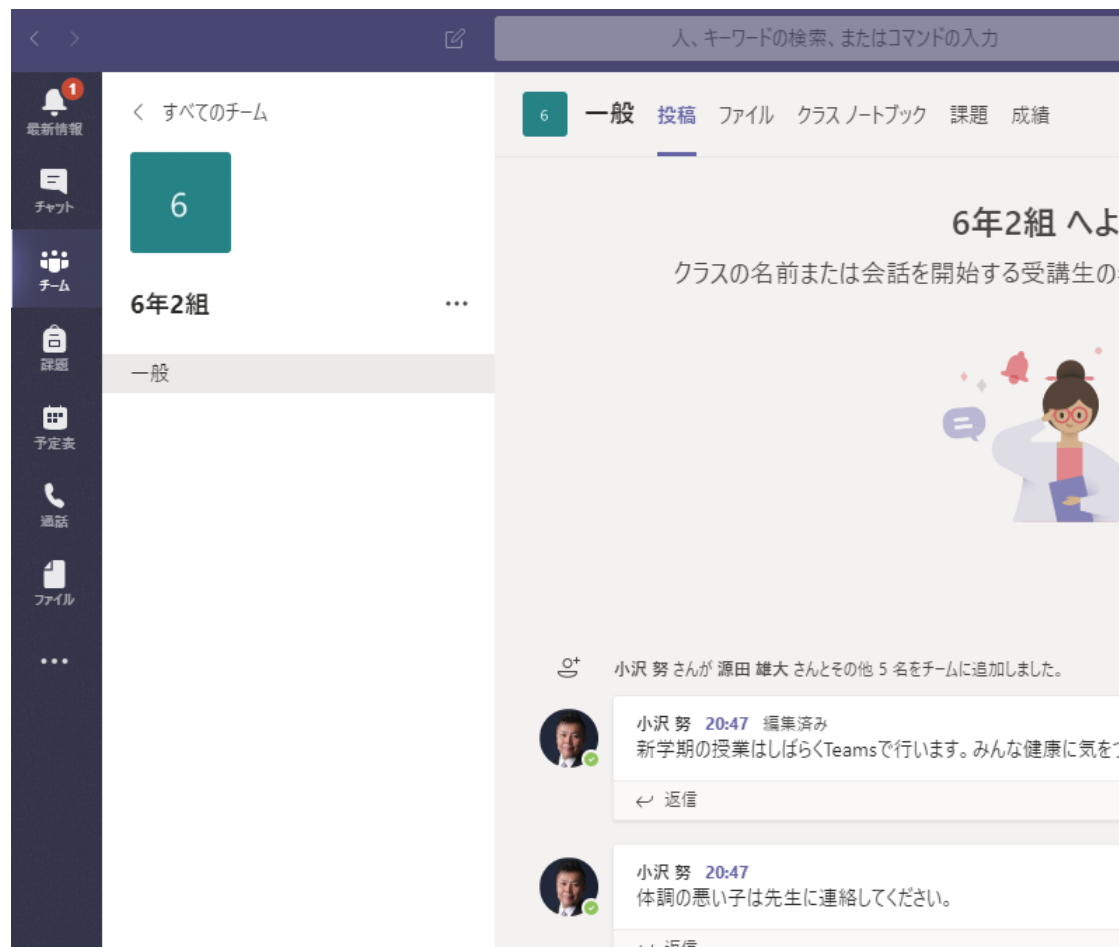 人、キーワードの検索、またはコマンドの入力
1
最新情報
チャット
チーム
課題
予定表
通話
ファイル
すべてのチーム
6
6年2組
一般
6
一般 投稿 ファイル クラス ノートブック 課題 成績
6年2組 へよ
クラスの名前または会話を開始する受講生の
小沢 努 さんが 源田 雄大 さんとその他 5 名をチームに追加しました。
小沢 努 20:47 編集済み
新学期の授業はしばらくTeamsで行います。みんな健康に気を
返信
小沢 努 20:47
体調の悪い子は先生に連絡してください。
返信